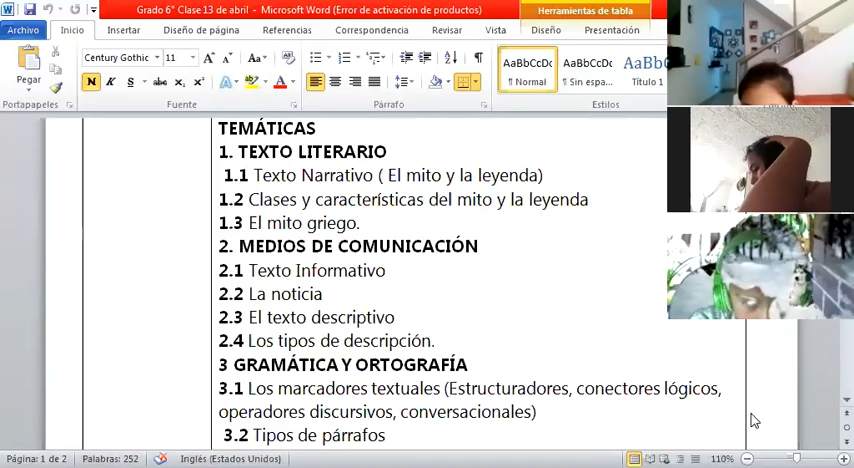 Grado 6° Clase 13 de abril - Microsoft Word (Error de activación de productos)
Herramientas de tabla
Archivo Inicio Insertar Diseño de página Referencias Correspondencia Revisar Vista Diseño Presentación
Century Gothic 11 A A Aa
Pegar
N K S abc x₂ x² A ab A
AaBbCcDc AaBbCcDc AaBbC
¶ Normal ¶ Sin espa... Título 1
Portapapeles Fuente Párrafo Estilos
TEMÁTICAS
1. TEXTO LITERARIO
1.1 Texto Narrativo ( El mito y la leyenda)
1.2 Clases y características del mito y la leyenda
1.3 El mito griego.
2. MEDIOS DE COMUNICACIÓN
2.1 Texto Informativo
2.2 La noticia
2.3 El texto descriptivo
2.4 Los tipos de descripción.
3 GRAMÁTICA Y ORTOGRAFÍA
3.1 Los marcadores textuales (Estructuradores, conectores lógicos,
operadores discursivos, conversacionales)
3.2 Tipos de párrafos
Página: 1 de 2 Palabras: 252 Inglés (Estados Unidos) 110%